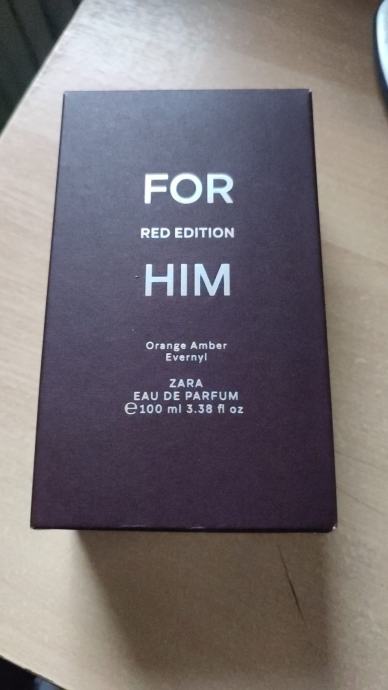 FOR
RED EDITION
HIM
Orange Amber
Evernyl
ZARA
EAU DE PARFUM
℮100 ml 3.38 fl oz